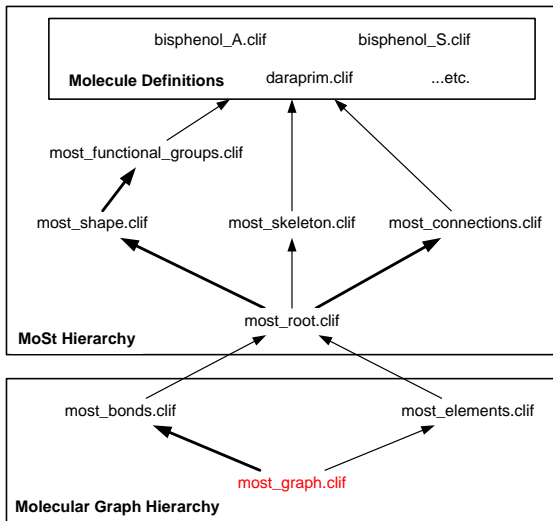 bisphenol_A.clif bisphenol_S.clif
Molecule Definitions daraprim.clif ...etc.
most_functional_groups.clif
most_shape.clif most_skeleton.clif most_connections.clif
most_root.clif
MoSt Hierarchy
most_bonds.clif most_elements.clif
most_graph.clif
Molecular Graph Hierarchy